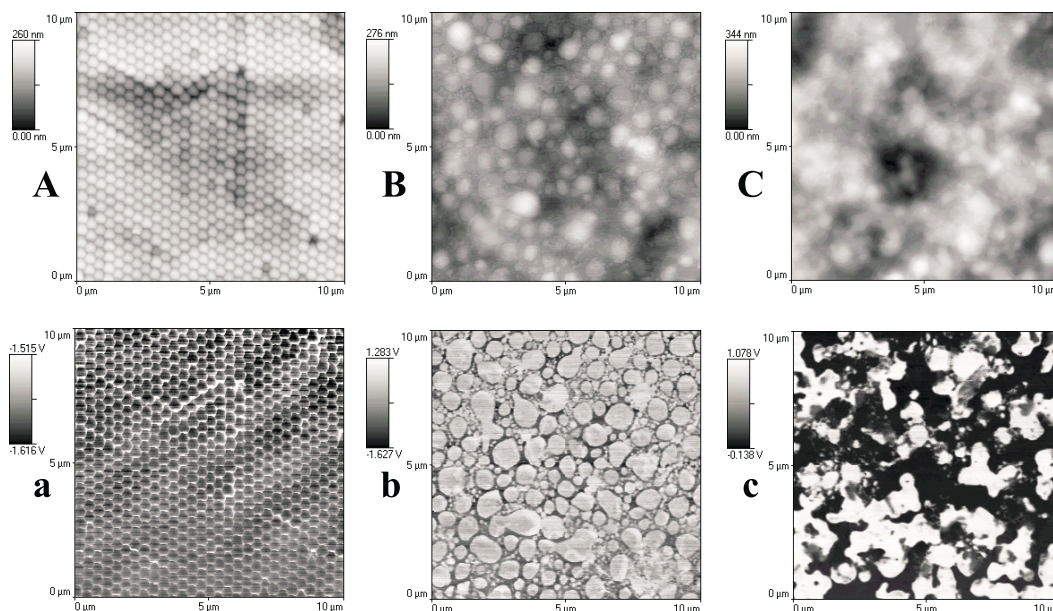 10 µm
260 nm
0.00 nm
5 µm
A
0 µm
0 µm
5 µm
10 µm
10 µm
276 nm
0.00 nm
5 µm
B
0 µm
0 µm
5 µm
10 µm
10 µm
344 nm
0.00 nm
5 µm
C
0 µm
0 µm
5 µm
10 µm
10 µm
-1.515 V
-1.616 V
5 µm
a
0 µm
0 µm
5 µm
10 µm
10 µm
1.283 V
-1.627 V
5 µm
b
0 µm
0 µm
5 µm
10 µm
10 µm
1.078 V
-0.138 V
5 µm
c
0 µm
0 µm
5 µm
10 µm